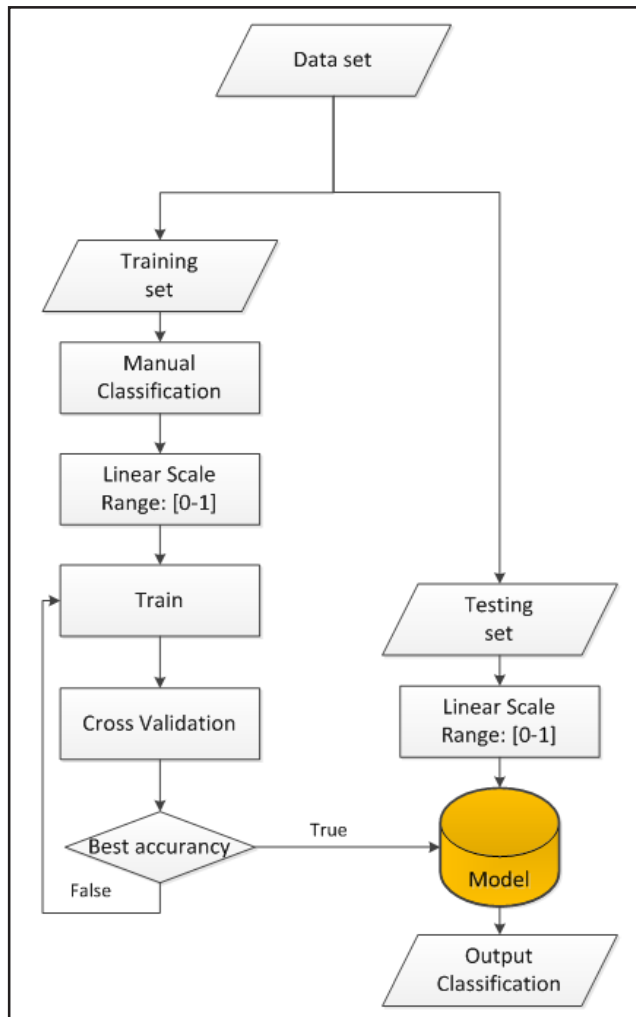 Data set
Training
set
Manual
Classification
Linear Scale
Range: [0-1]
Train
Cross Validation
Best accurancy
True
False
Testing
set
Linear Scale
Range: [0-1]
Model
Output
Classification